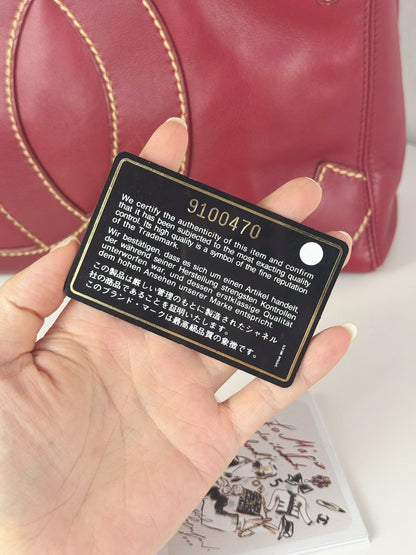 9100470
We certify the authenticity of this item and confirm
that it has been subjected to the most exacting quality
control. Its high quality is a symbol of the fine reputation
of the Trademark.
Wir bestätigen, dass es sich um einen Artikel handelt,
der während seiner Herstellung strengsten Kontrollen
unterworfen war, und dessen erstklassige Qualität
dem hohen Ansehen unserer Marke entspricht.
この製品は厳しい管理のもとに製造されたシャネル
社の商品であることを証明いたします。
このブランド・マークは最高級品質の象徴です。